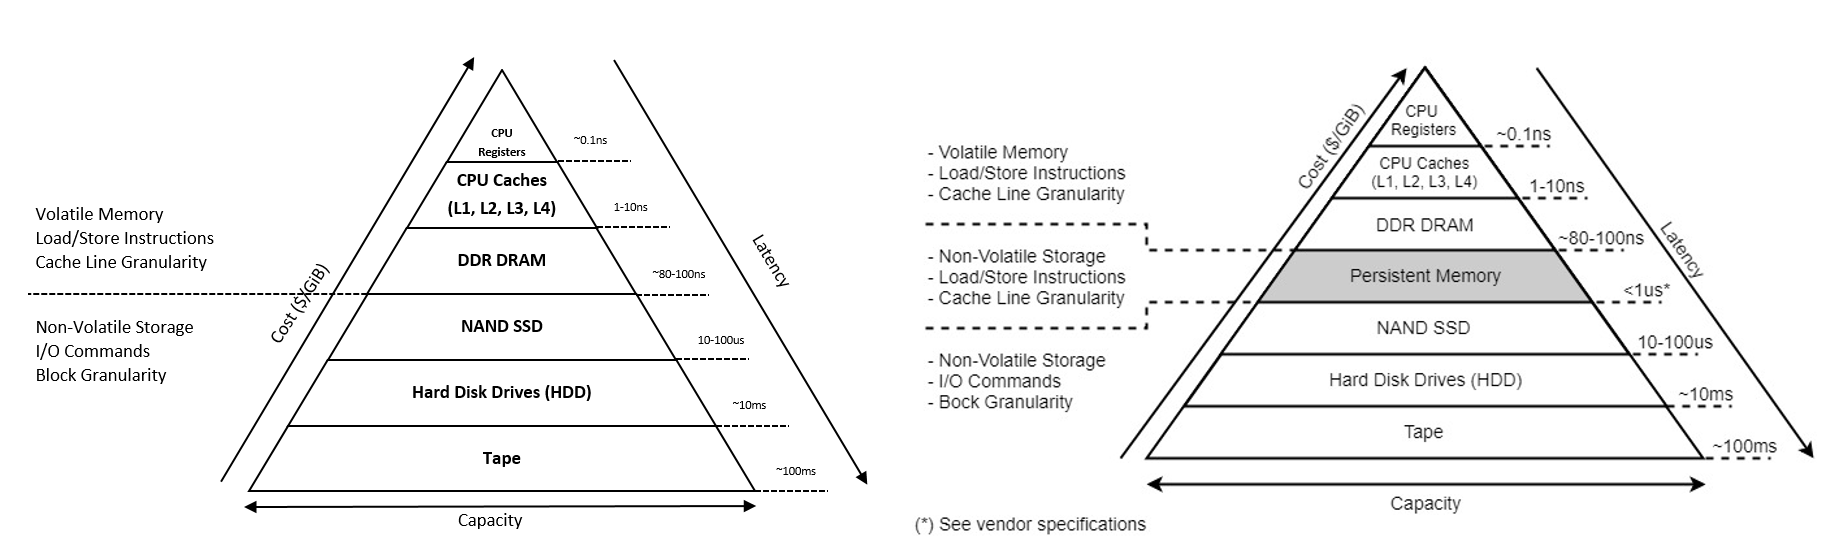 CPU
Registers
~0.1ns
CPU Caches
(L1, L2, L3, L4)
1-10ns
Volatile Memory
Load/Store Instructions
Cache Line Granularity
DDR DRAM
~80-100ns
Latency
Cost ($/GiB)
Non-Volatile Storage
I/O Commands
Block Granularity
NAND SSD
10-100us
Hard Disk Drives (HDD)
~10ms
Tape
~100ms
Capacity
CPU
Registers
~0.1ns
Cost ($/GiB)
- Volatile Memory
- Load/Store Instructions
- Cache Line Granularity
CPU Caches
(L1, L2, L3, L4)
1-10ns
DDR DRAM
~80-100ns
Latency
- Non-Volatile Storage
- Load/Store Instructions
- Cache Line Granularity
Persistent Memory
<1us*
NAND SSD
10-100us
- Non-Volatile Storage
- I/O Commands
- Bock Granularity
Hard Disk Drives (HDD)
~10ms
Tape
~100ms
Capacity
(*) See vendor specifications